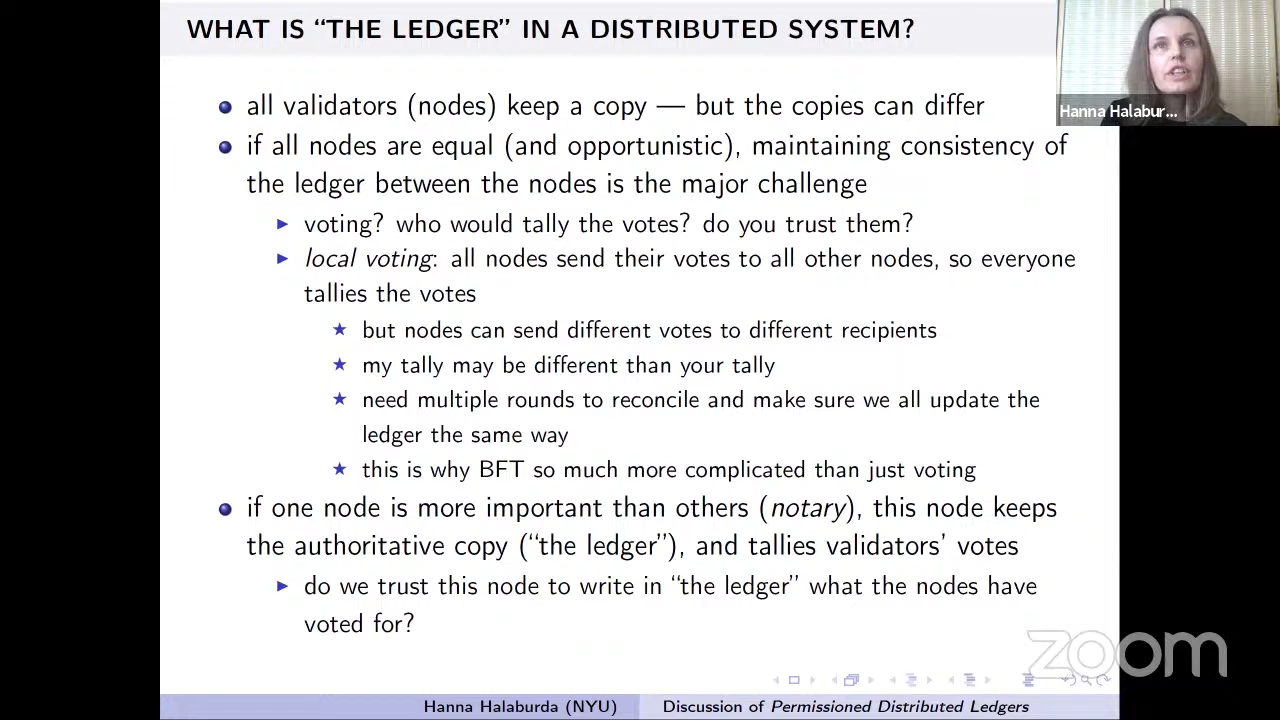 WHAT IS “THE LEDGER” IN A DISTRIBUTED SYSTEM?
Hanna Halabur...
all validators (nodes) keep a copy — but the copies can differ
if all nodes are equal (and opportunistic), maintaining consistency of
the ledger between the nodes is the major challenge
voting? who would tally the votes? do you trust them?
local voting: all nodes send their votes to all other nodes, so everyone
tallies the votes
but nodes can send different votes to different recipients
my tally may be different than your tally
need multiple rounds to reconcile and make sure we all update the
ledger the same way
this is why BFT so much more complicated than just voting
if one node is more important than others (notary), this node keeps
the authoritative copy (“the ledger”), and tallies validators’ votes
do we trust this node to write in “the ledger” what the nodes have
voted for?
zoom
Hanna Halaburda (NYU) Discussion of Permissioned Distributed Ledgers